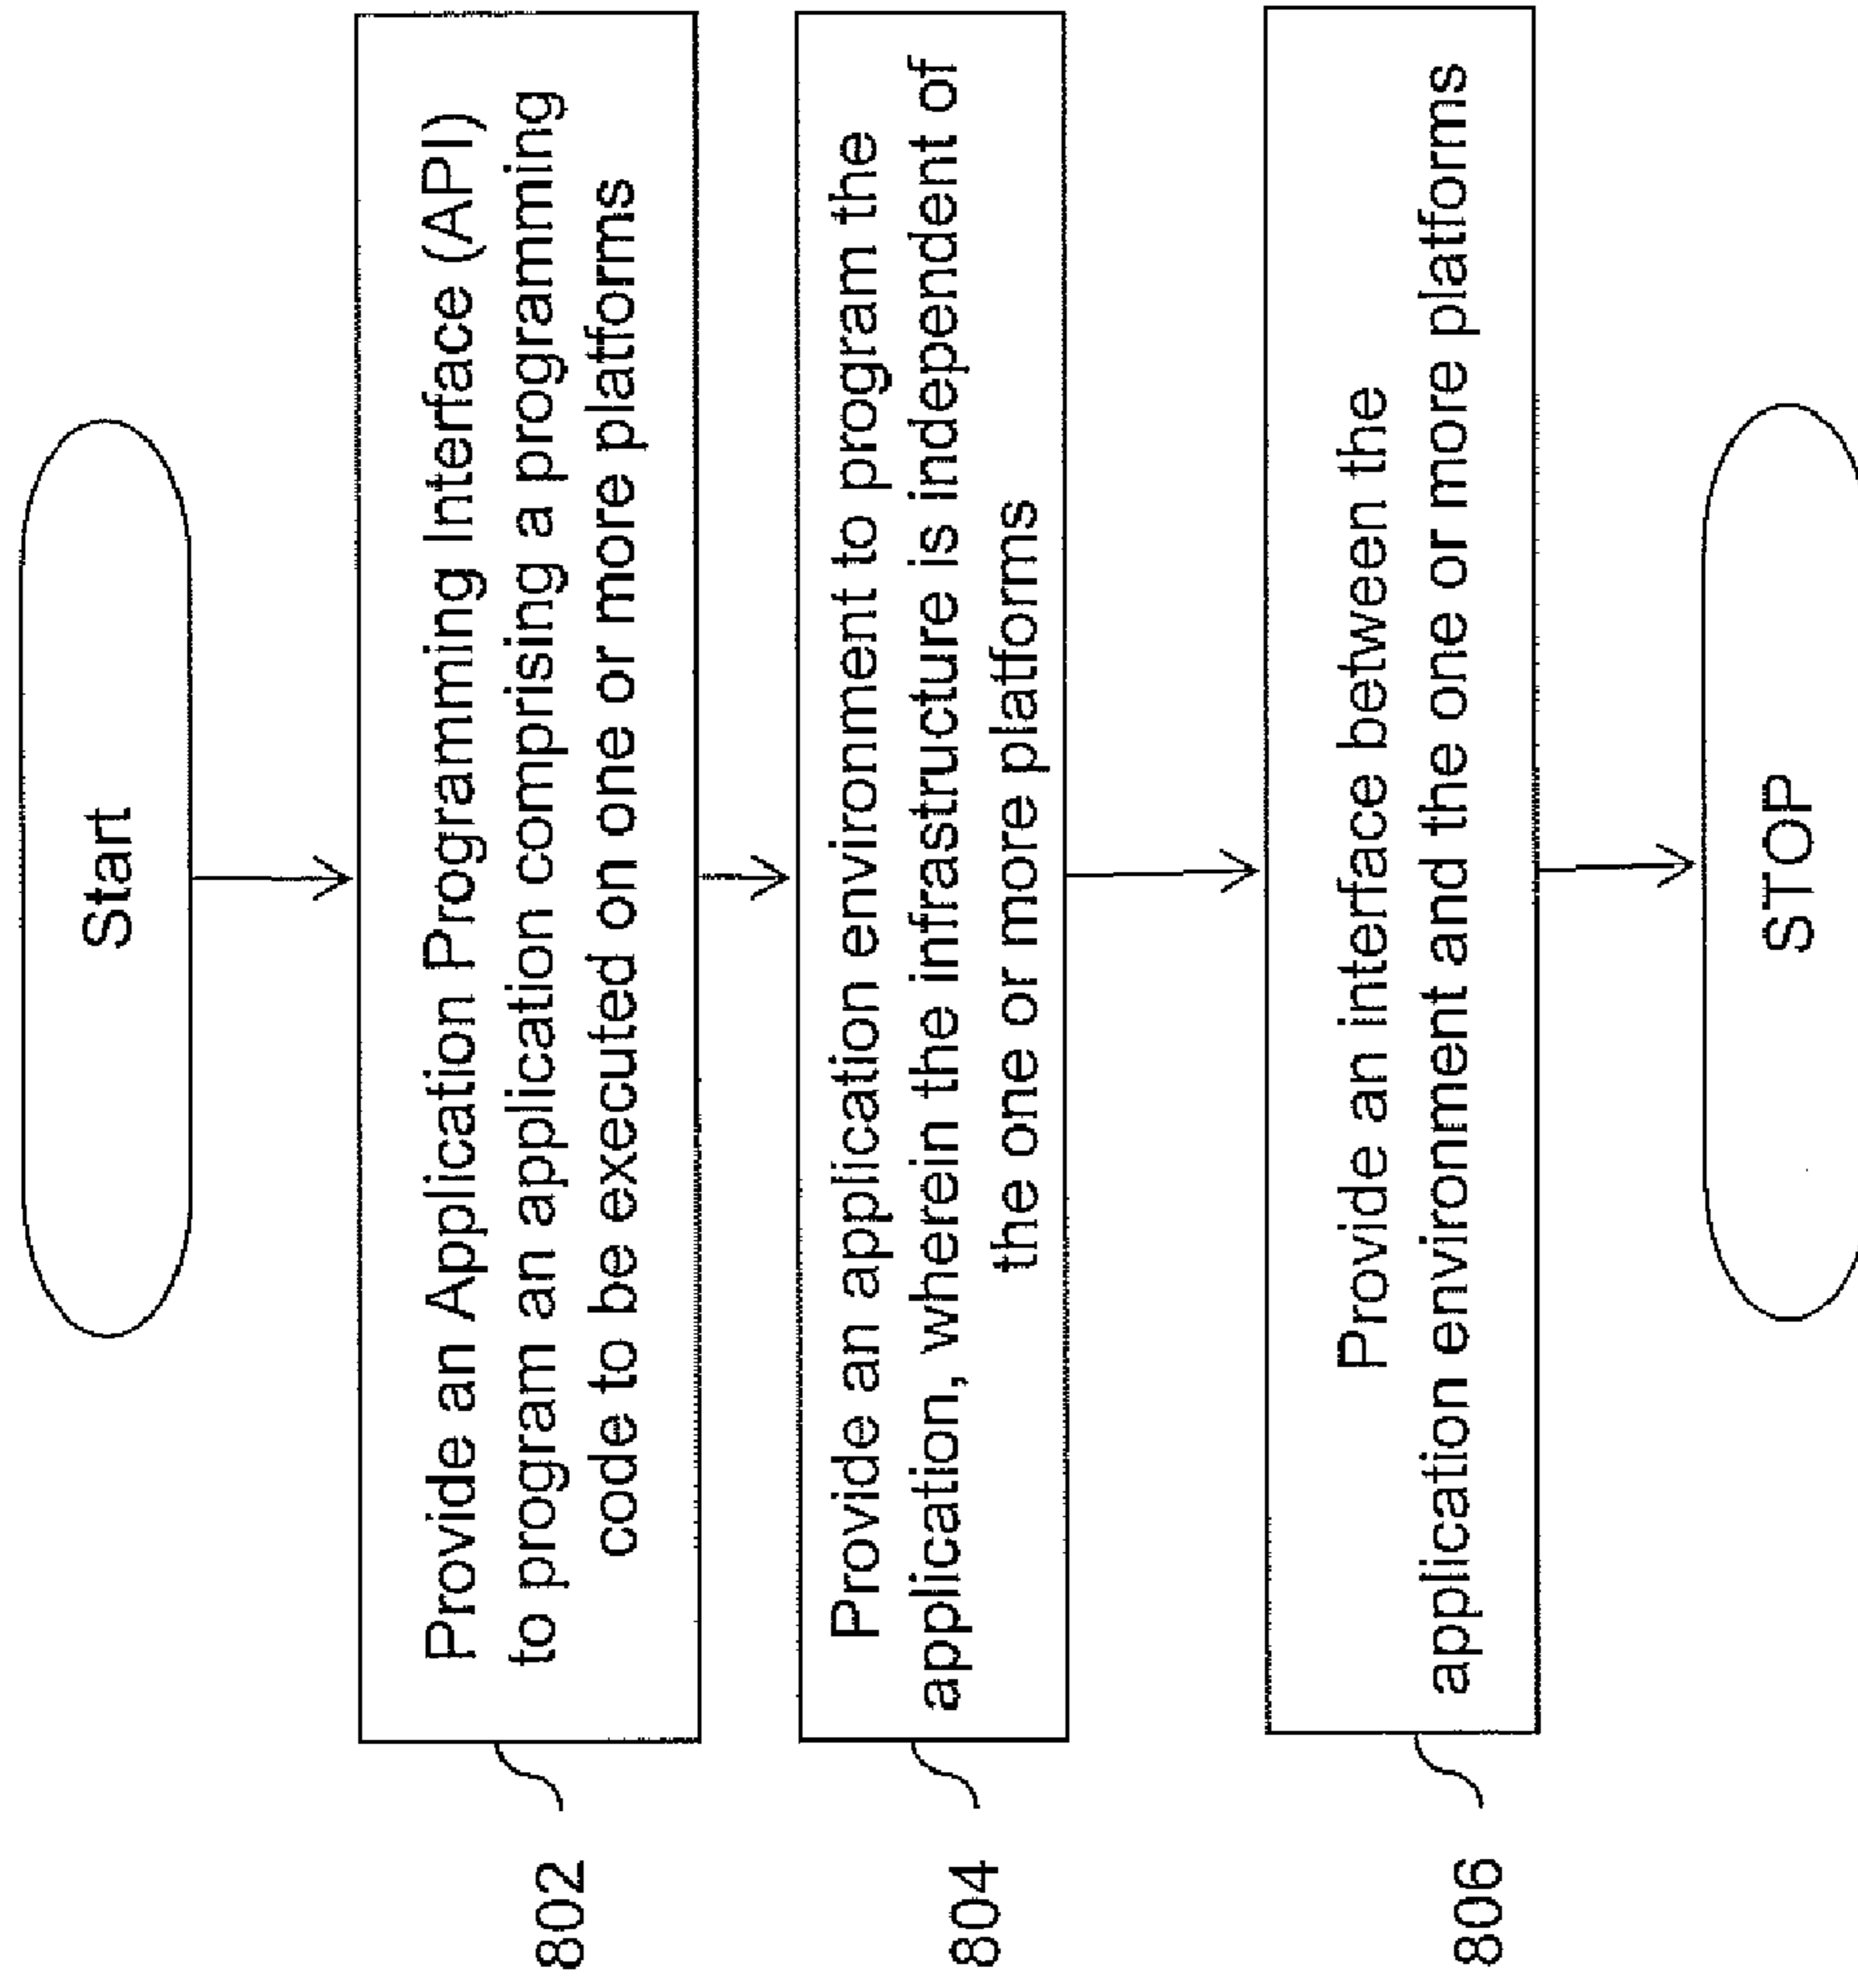 Start
Provide an Application Programming Interface (API)
to program an application comprising a programming
code to be executed on one or more platforms
802
Provide an application environment to program the
application, wherein the infrastructure is independent of
the one or more platforms
804
Provide an interface between the
application environment and the one or more platforms
806
STOP